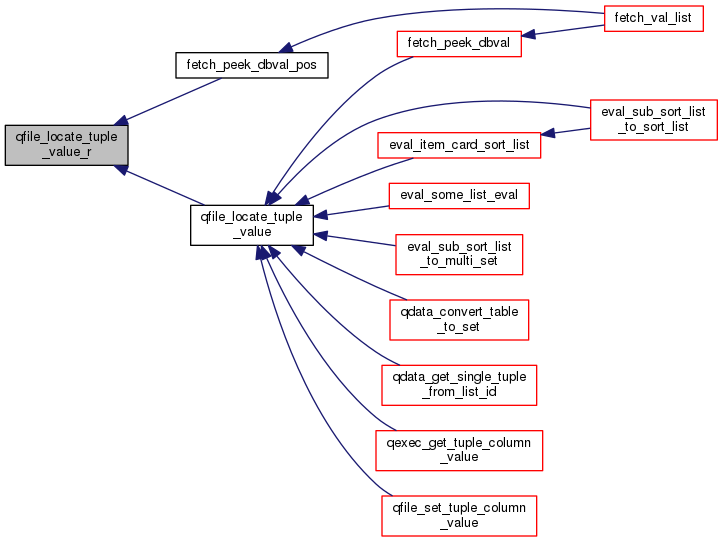 fetch_val_list
fetch_peek_dbval
fetch_peek_dbval_pos
eval_sub_sort_list
_to_sort_list
qfile_locate_tuple
_value_r
eval_item_card_sort_list
eval_some_list_eval
qfile_locate_tuple
_value
eval_sub_sort_list
_to_multi_set
qdata_convert_table
_to_set
qdata_get_single_tuple
_from_list_id
qexec_get_tuple_column
_value
qfile_set_tuple_column
_value